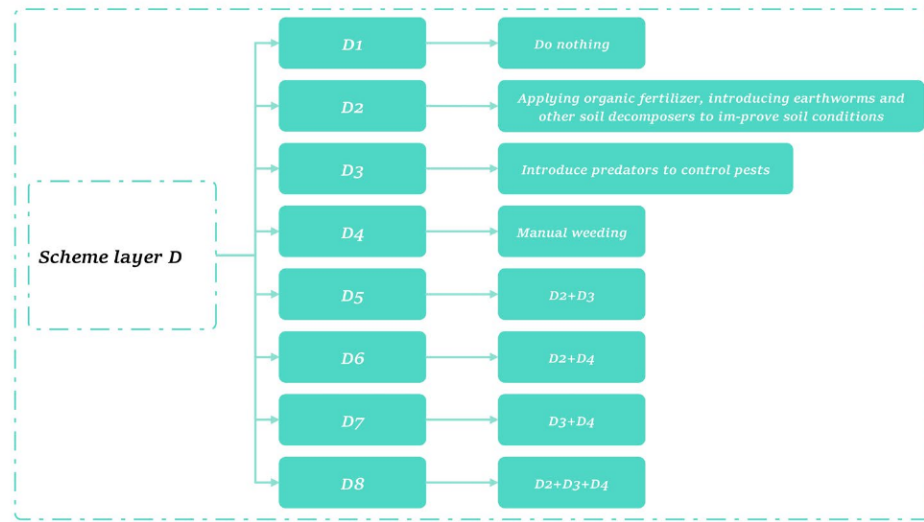 D1
Do nothing
D2
Applying organic fertilizer, introducing earthworms and
other soil decomposers to im-prove soil conditions
D3
Introduce predators to control pests
Scheme layer D
D4
Manual weeding
D5
D2+D3
D6
D2+D4
D7
D3+D4
D8
D2+D3+D4